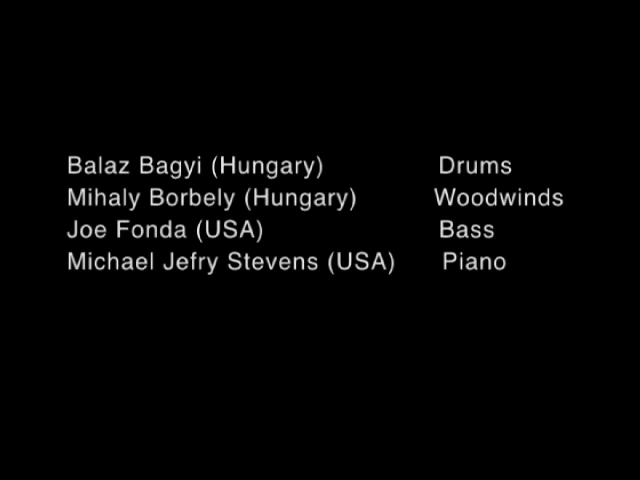 Balaz Bagyi (Hungary) Drums
Mihaly Borbely (Hungary) Woodwinds
Joe Fonda (USA) Bass
Michael Jefry Stevens (USA) Piano